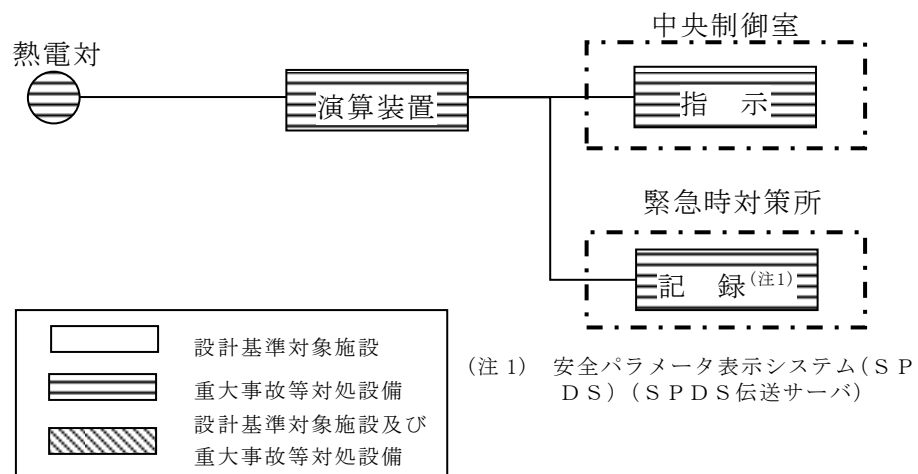 中央制御室
熱電対
演算装置
指　示
緊急時対策所
記　録(注1)
設計基準対象施設
重大事故等対処設備
設計基準対象施設及び
重大事故等対処設備
(注1)　安全パラメータ表示システム(ＳＰ
ＤＳ)(ＳＰＤＳ伝送サーバ)